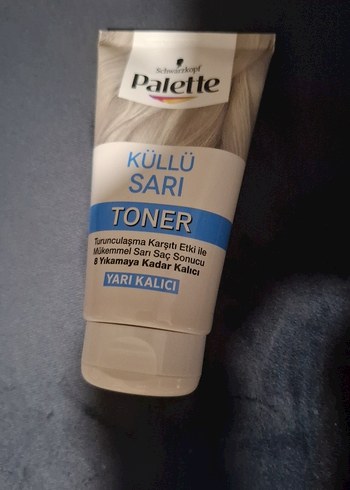 Schwarzkopf
Palette
KÜLLÜ
SARI
TONER
Turunculaşma Karşıtı Etki ile
Mükemmel Sarı Saç Sonucu
8 Yıkamaya Kadar Kalıcı
YARI KALICI